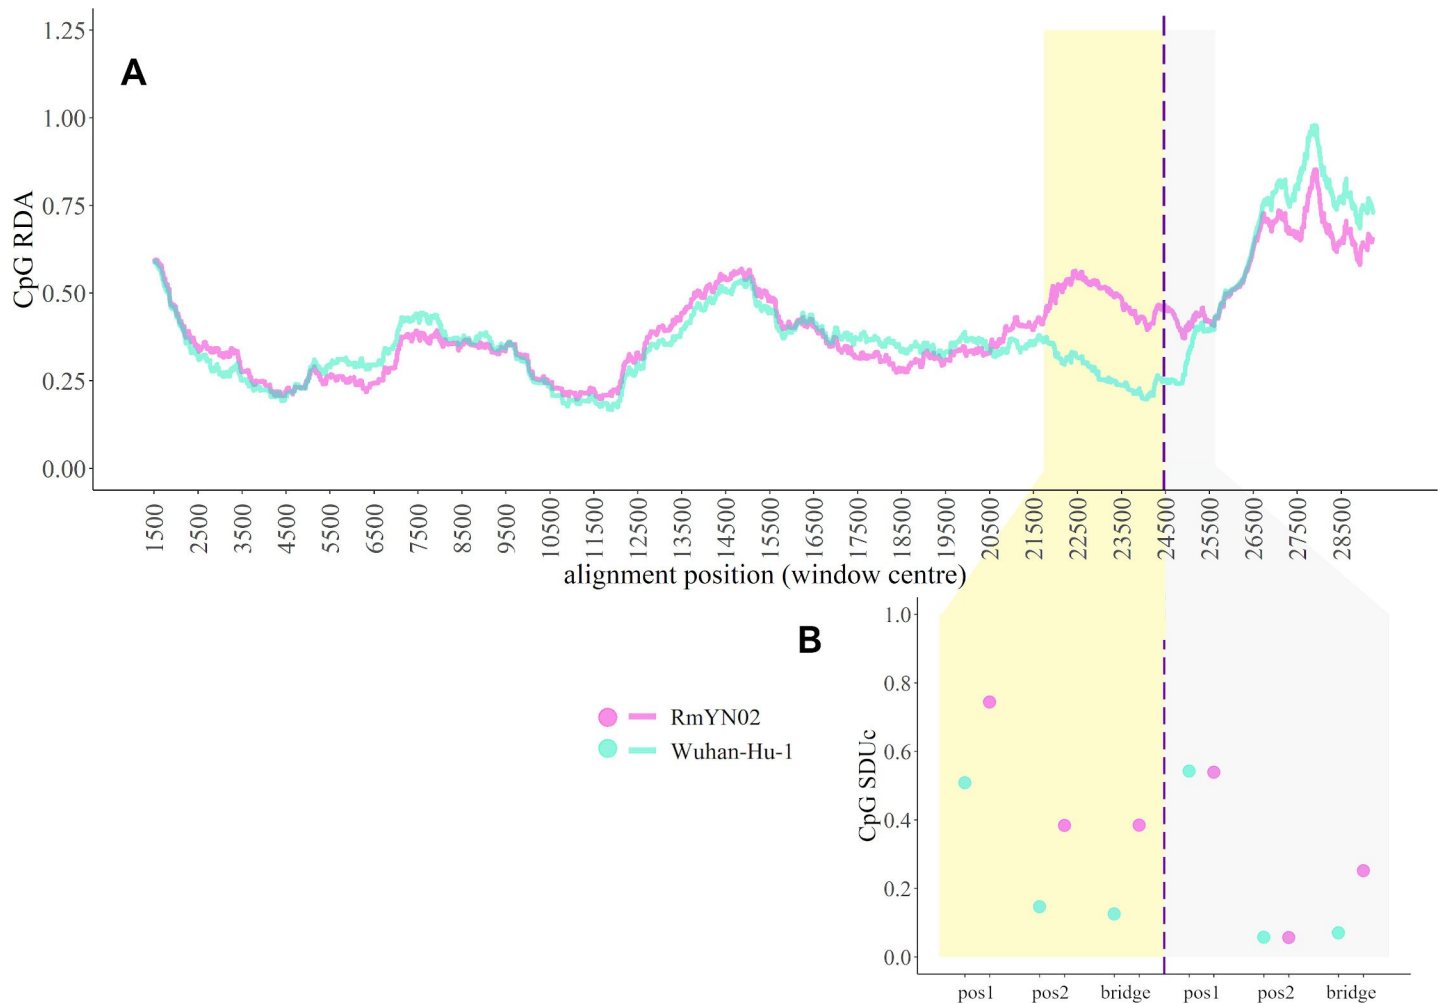 A
CpG RDA
1.25
1.00
0.75
0.50
0.25
0.00
1500 2500 3500 4500 5500 6500 7500 8500 9500 10500 11500 12500 13500 14500 15500 16500 17500 18500 19500 20500 21500 22500 23500 24500 25500 26500 27500 28500
alignment position (window centre)
B
RmYN02
Wuhan-Hu-1
CpG SDUc
1.0
0.8
0.6
0.4
0.2
0.0
pos1 pos2 bridge pos1 pos2 bridge